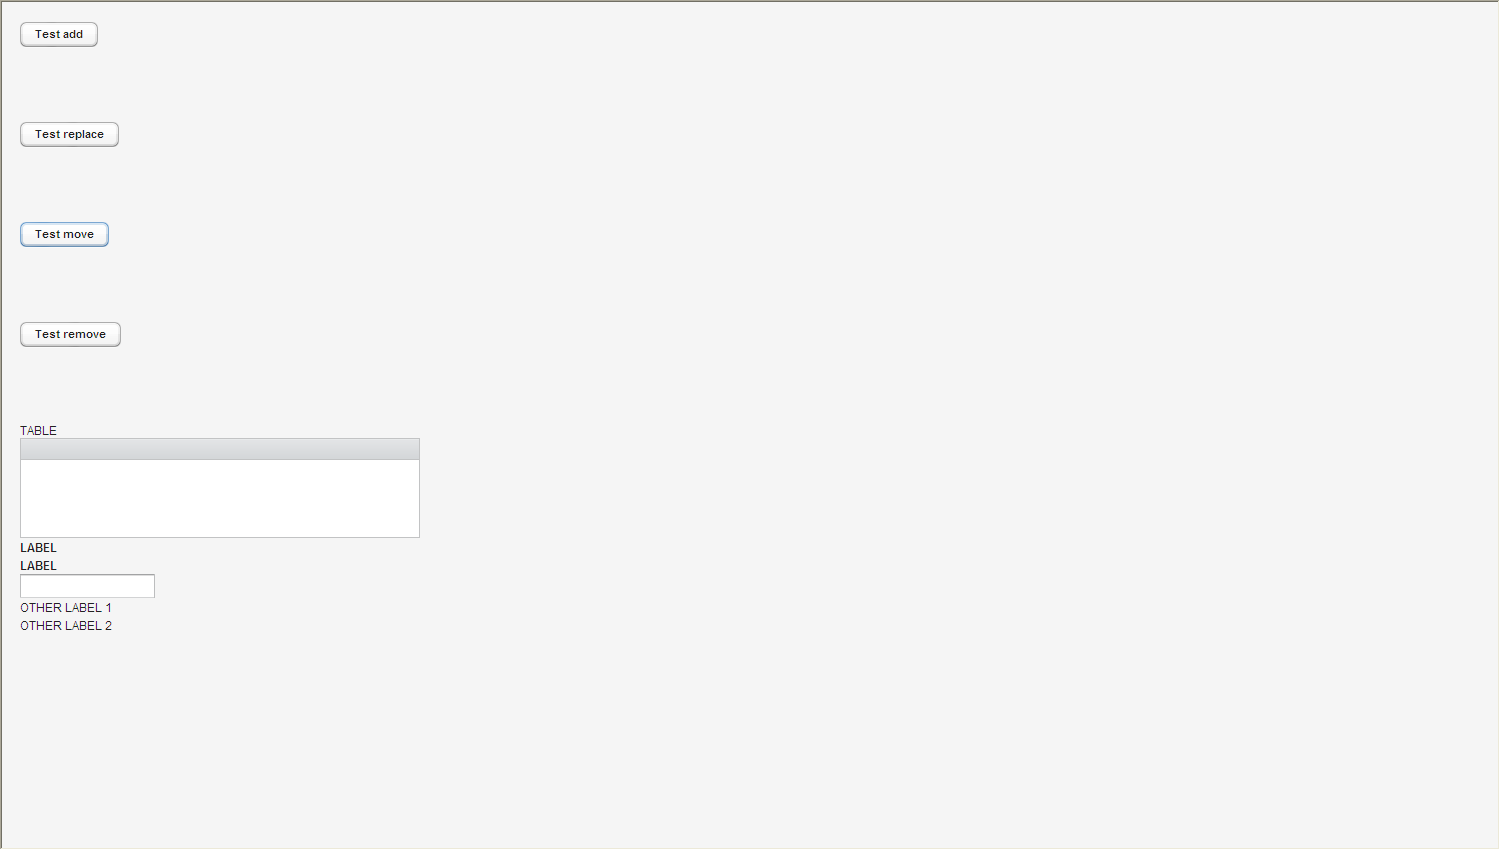 Test add
Test replace
Test move
Test remove
TABLE
LABEL
LABEL
OTHER LABEL 1
OTHER LABEL 2